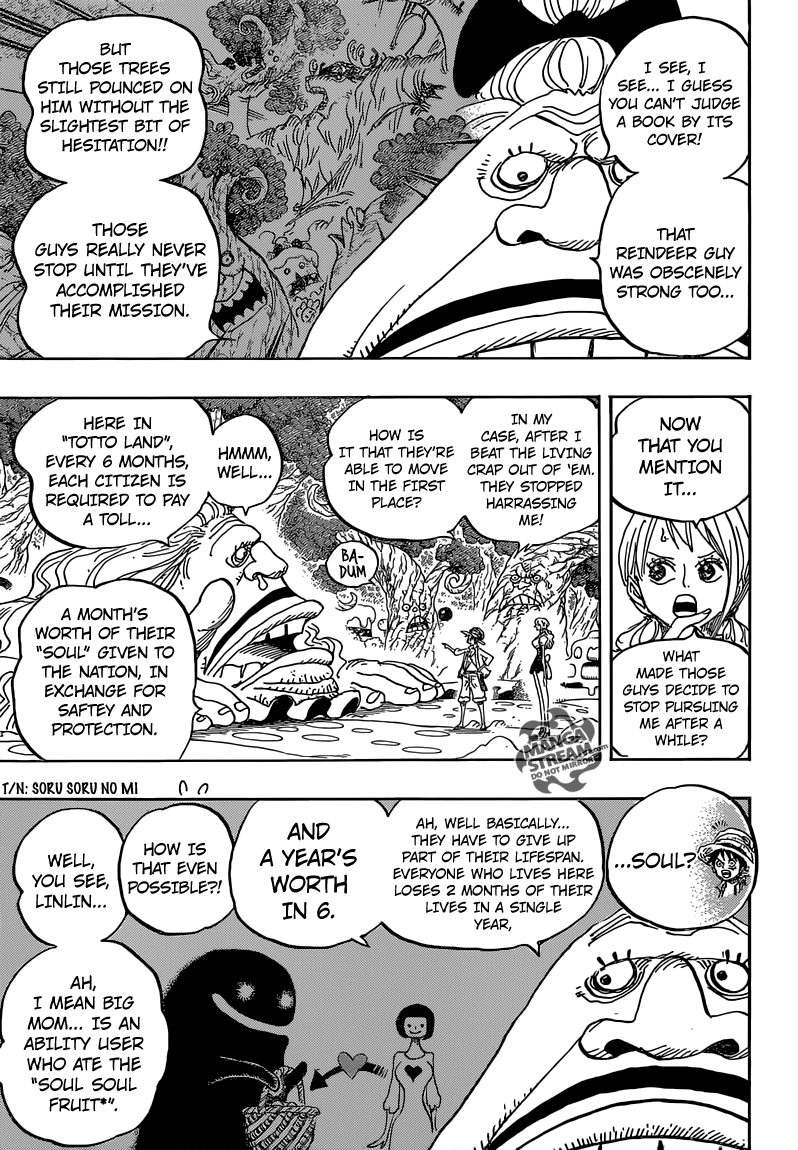 I SEE, I
SEE... I GUESS
YOU CAN'T JUDGE
A BOOK BY ITS
COVER!
THAT
REINDEER GUY
WAS OBSCENELY
STRONG TOO...
BUT
THOSE TREES
STILL POUNCED ON
HIM WITHOUT THE
SLIGHTEST BIT OF
HESITATION!!
THOSE
GUYS REALLY NEVER
STOP UNTIL THEY'VE
ACCOMPLISHED
THEIR MISSION.
NOW
THAT YOU
MENTION
IT...
WHAT
MADE THOSE
GUYS DECIDE TO
STOP PURSUING
ME AFTER A
WHILE?
IN MY
CASE, AFTER I
BEAT THE LIVING
CRAP OUT OF 'EM.
THEY STOPPED
HARRASSING
ME!
HOW IS
IT THAT THEY'RE
ABLE TO MOVE
IN THE FIRST
PLACE?
BA-
DUM
HMMM,
WELL...
HERE IN
"TOTTO LAND",
EVERY 6 MONTHS,
EACH CITIZEN IS
REQUIRED TO PAY
A TOLL...
A MONTH'S
WORTH OF THEIR
"SOUL" GIVEN TO
THE NATION, IN
EXCHANGE FOR
SAFTEY AND
PROTECTION.
MANGA
STREAM.com
DO NOT MIRROR
T/N: SORU SORU NO MI
...SOUL?
AH, WELL BASICALLY...
THEY HAVE TO GIVE UP
PART OF THEIR LIFESPAN.
EVERYONE WHO LIVES HERE
LOSES 2 MONTHS OF THEIR
LIVES IN A SINGLE
YEAR,
AND
A YEAR'S
WORTH
IN 6.
HOW IS
THAT EVEN
POSSIBLE?!
WELL,
YOU SEE,
LINLIN...
AH,
I MEAN BIG
MOM... IS AN
ABILITY USER
WHO ATE THE
"SOUL SOUL
FRUIT*".